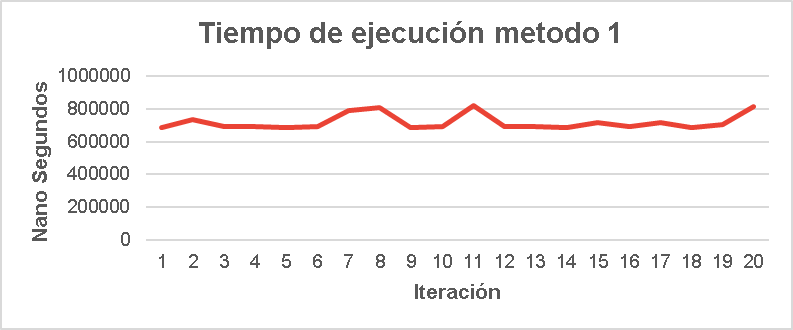 Tiempo de ejecución metodo 1
Nano Segundos
1000000
800000
600000
400000
200000
0
1 2 3 4 5 6 7 8 9 10 11 12 13 14 15 16 17 18 19 20
Iteración